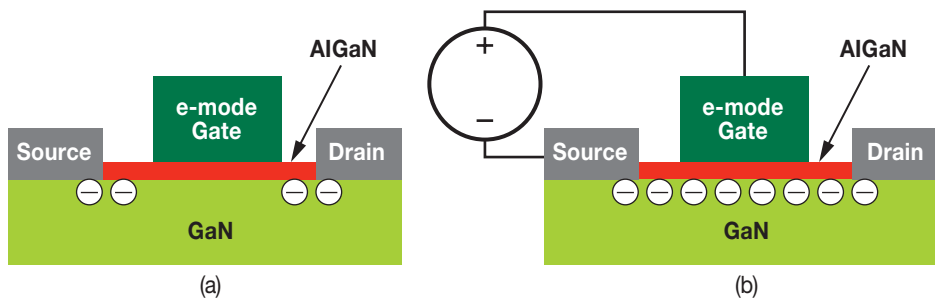 AlGaN
e-mode
Gate
Source
Drain
GaN
(a)
+
−
AlGaN
e-mode
Gate
Source
Drain
GaN
(b)